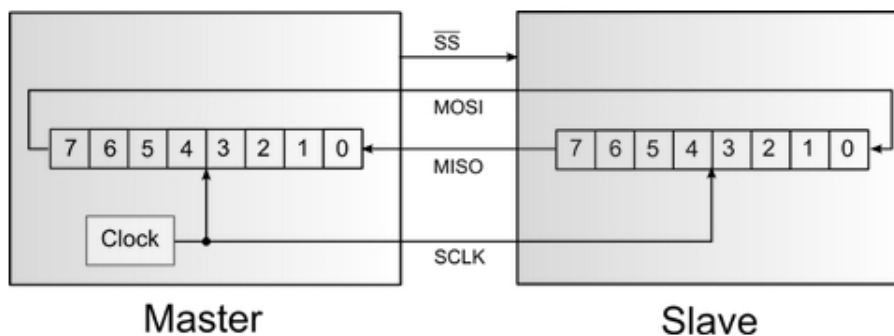 SS
MOSI
7 6 5 4 3 2 1 0
MISO
7 6 5 4 3 2 1 0
Clock
SCLK
Master
Slave